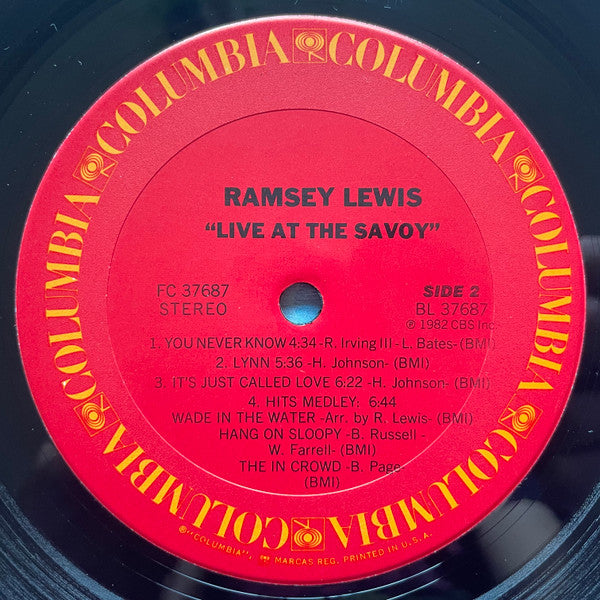 COLUMBIA COLUMBIA COLUMBIA COLUMBIA COLUMBIA COLUMBIA COLUMBIA COLUMBIA
RAMSEY LEWIS
“LIVE AT THE SAVOY”
FC 37687 SIDE 2
STEREO BL 37687
℗ 1982 CBS Inc.
1. YOU NEVER KNOW 4:34 -R. Irving III -L. Bates- (BMI)
2. LYNN 5:36 -H. Johnson- (BMI)
3. IT'S JUST CALLED LOVE 6:22 -H. Johnson- (BMI)
4. HITS MEDLEY: 6:44
WADE IN THE WATER -Arr. by R. Lewis- (BMI)
HANG ON SLOOPY -B. Russell -
W. Farrell- (BMI)
THE IN CROWD -B. Page-
(BMI)
®"COLUMBIA", MARCAS REG. PRINTED IN U.S.A.